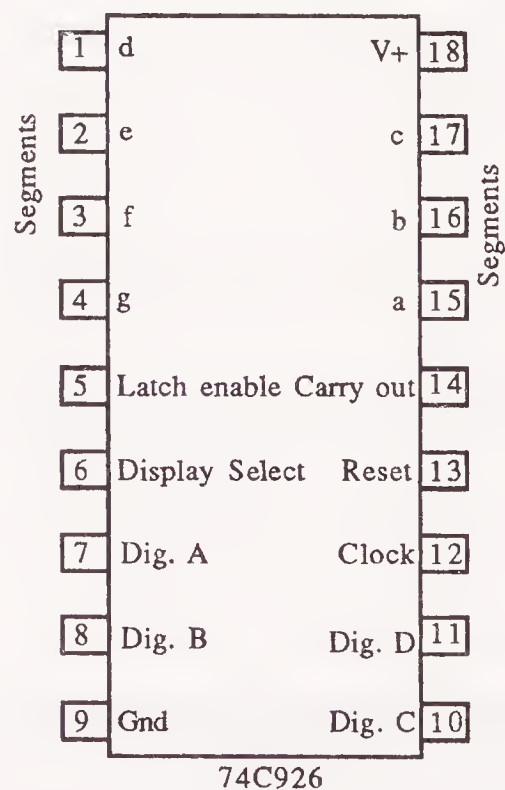 1 d V+ 18
2 e c 17
3 f b 16
4 g a 15
5 Latch enable Carry out 14
6 Display Select Reset 13
7 Dig. A Clock 12
8 Dig. B Dig. D 11
9 Gnd Dig. C 10
Segments
Segments
74C926